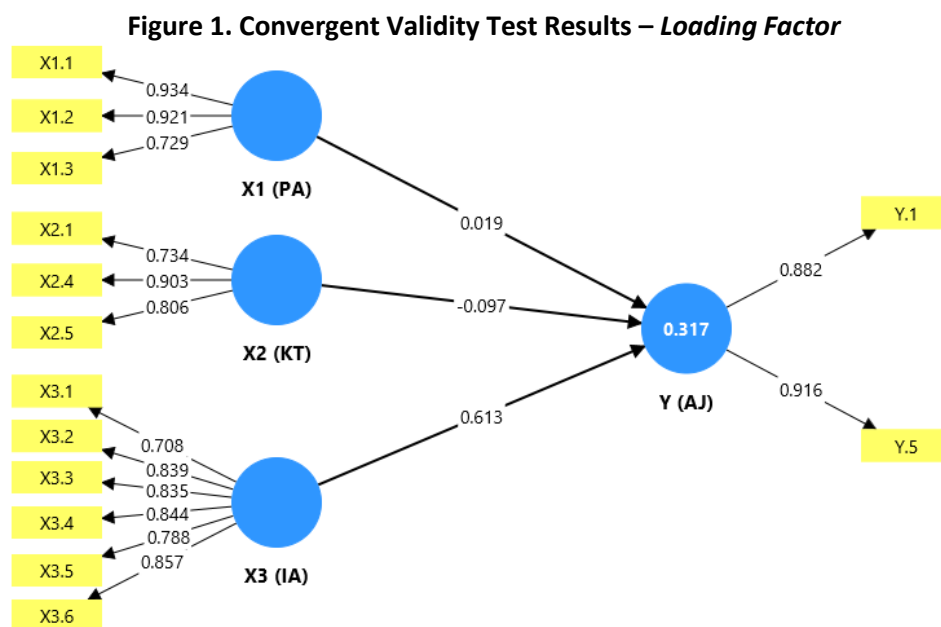 Figure 1. Convergent Validity Test Results – Loading Factor
X1.1
0.934
X1.2
0.921
X1.3
0.729
X1 (PA)
0.019
X2.1
0.734
X2.4
0.903
X2.5
0.806
X2 (KT)
-0.097
X3.1
0.708
X3.2
0.839
X3.3
0.835
X3.4
0.844
X3.5
0.788
X3.6
0.857
X3 (IA)
0.613
0.317
Y (AJ)
Y.1
0.882
0.916
Y.5